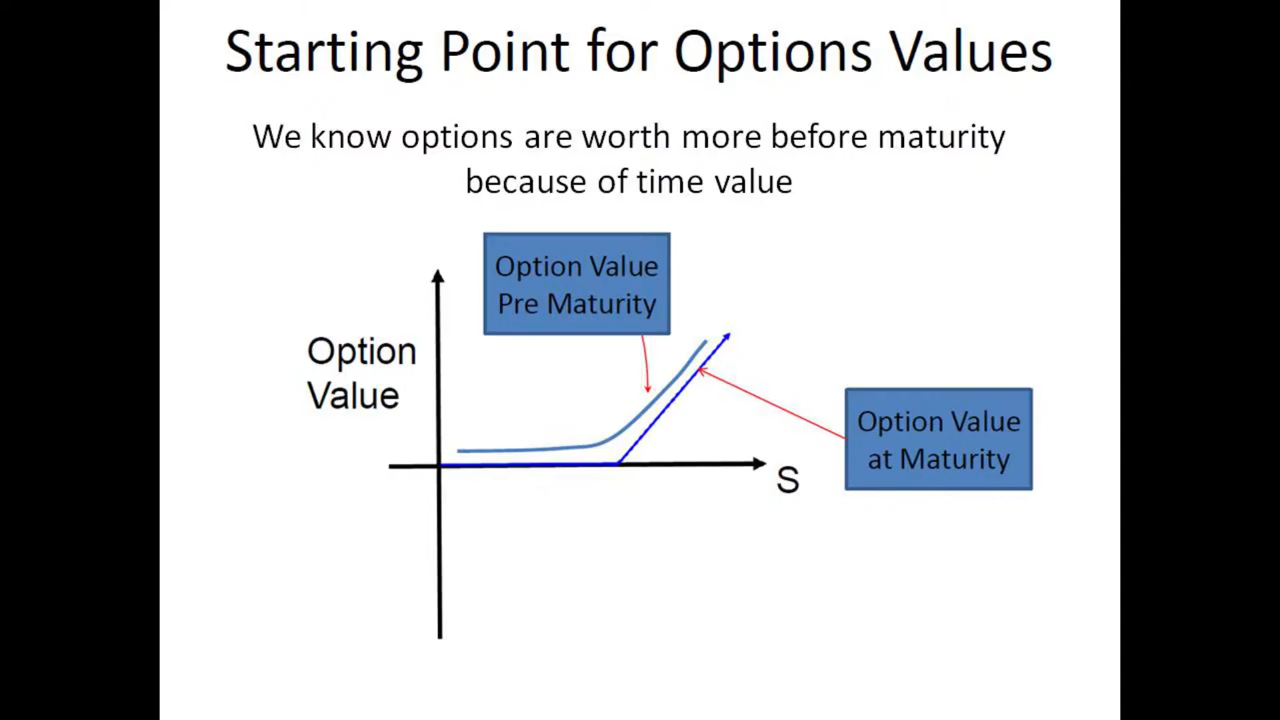 Starting Point for Options Values
We know options are worth more before maturity
because of time value
Option Value
Pre Maturity
Option
Value
Option Value
at Maturity
S